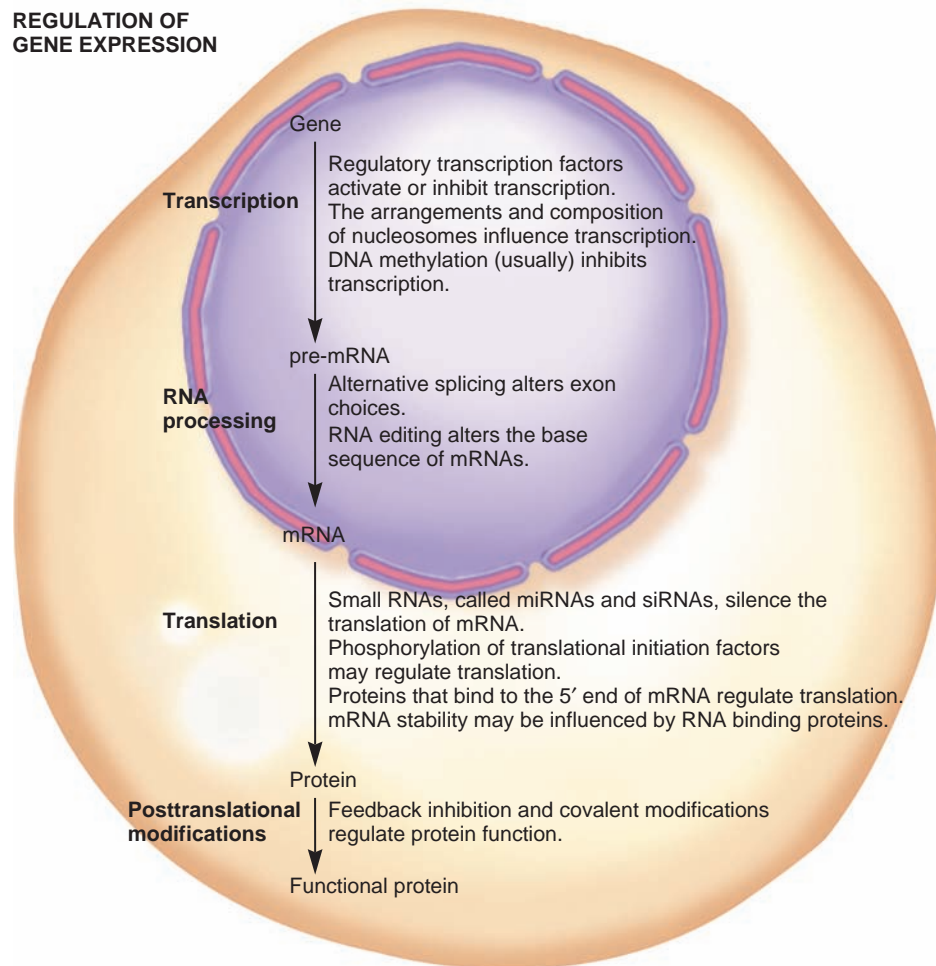 REGULATION OF
GENE EXPRESSION
Gene
Regulatory transcription factors
activate or inhibit transcription.
Transcription
The arrangements and composition
of nucleosomes influence transcription.
DNA methylation (usually) inhibits
transcription.
pre-mRNA
Alternative splicing alters exon
choices.
RNA
processing
RNA editing alters the base
sequence of mRNAs.
mRNA
Small RNAs, called miRNAs and siRNAs, silence the
translation of mRNA.
Translation
Phosphorylation of translational initiation factors
may regulate translation.
Proteins that bind to the 5′ end of mRNA regulate translation.
mRNA stability may be influenced by RNA binding proteins.
Protein
Posttranslational
modifications
Feedback inhibition and covalent modifications
regulate protein function.
Functional protein